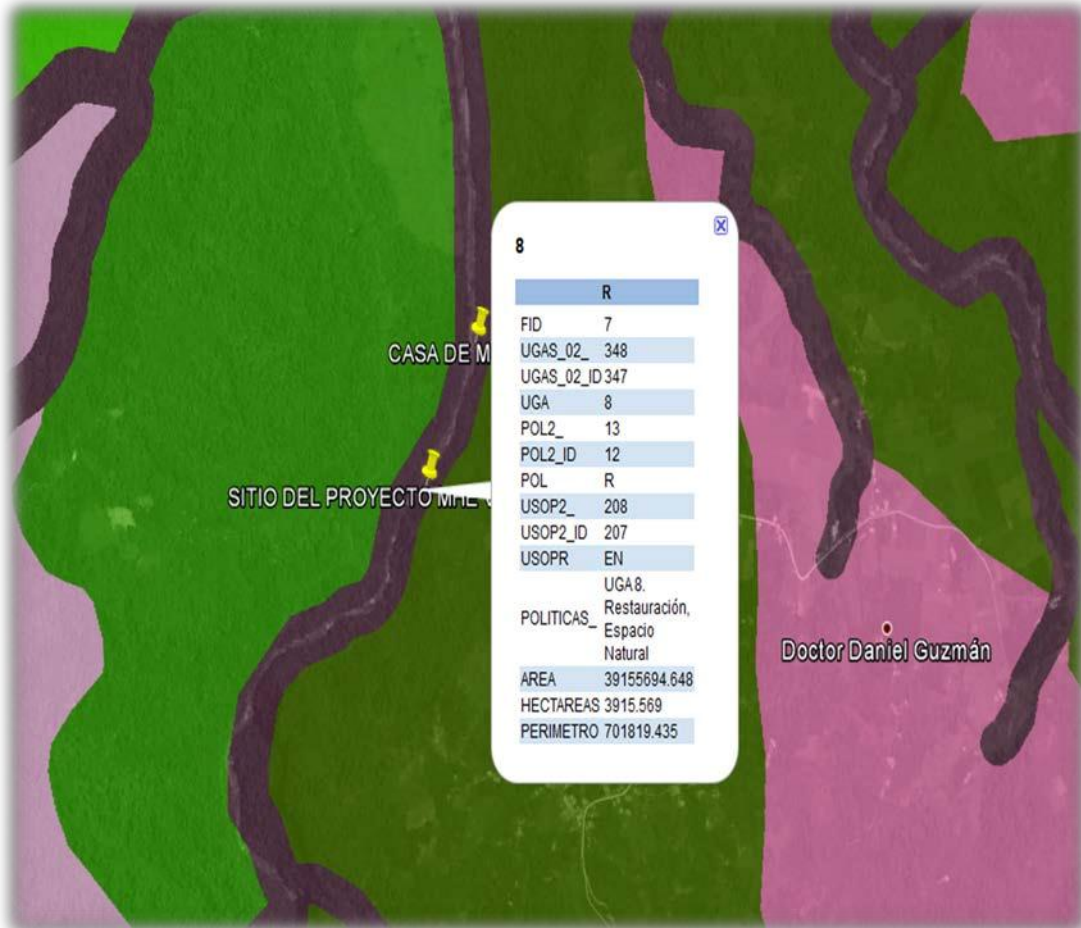 8
R
FID 7
UGAS_02_ 348
UGAS_02_ID 347
UGA 8
POL2_ 13
POL2_ID 12
POL R
USOP2_ 208
USOP2_ID 207
USOPR EN
POLITICAS_ UGA 8.
Restauración,
Espacio
Natural
AREA 39155694.648
HECTAREAS 3915.569
PERIMETRO 701819.435
CASA DE M
SITIO DEL PROYECTO
Doctor Daniel Guzmán